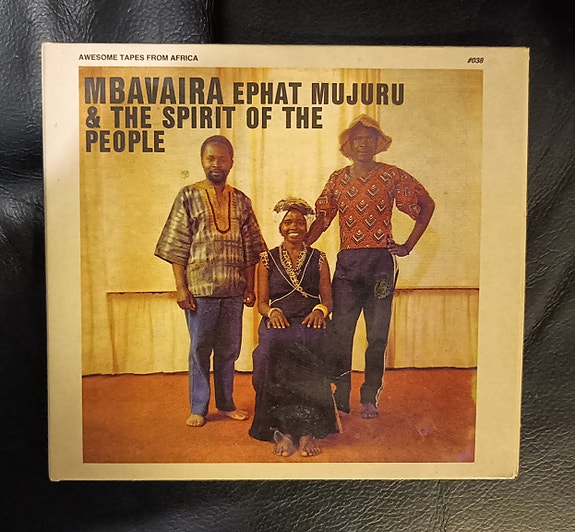 AWESOME TAPES FROM AFRICA #038
MBAVAIRA EPHAT MUJURU
& THE SPIRIT OF THE
PEOPLE